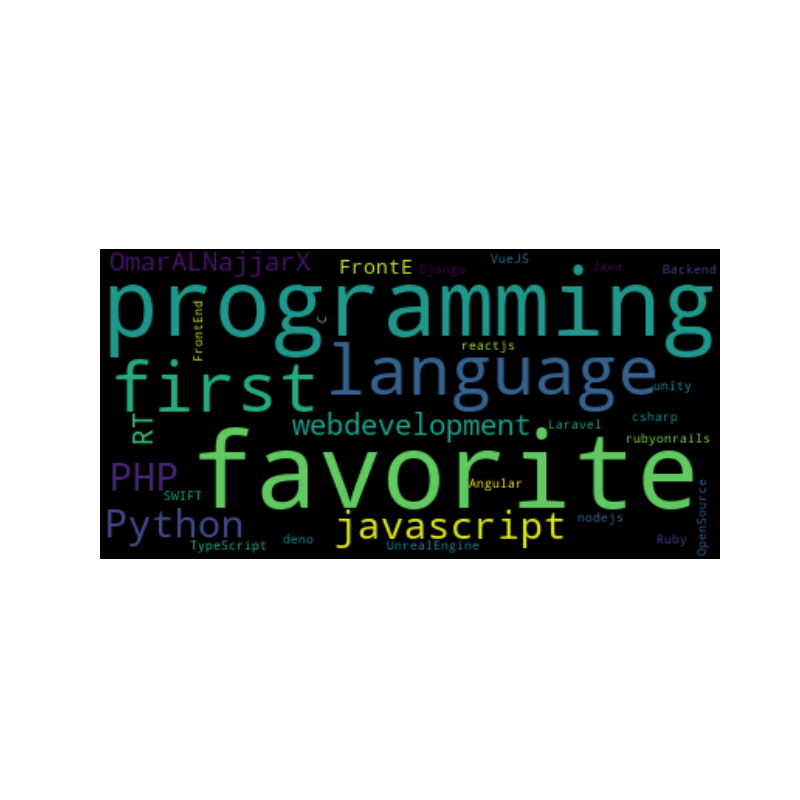 OmarALNajjarX
FrontE
Django
VueJS
Java
Backend
programming
FrontEnd
C
reactjs
first
language
unity
RT
webdevelopment
Laravel
csharp
rubyonrails
favorite
PHP
SWIFT
Angular
OpenSource
Python
javascript
nodejs
TypeScript
deno
UnrealEngine
Ruby